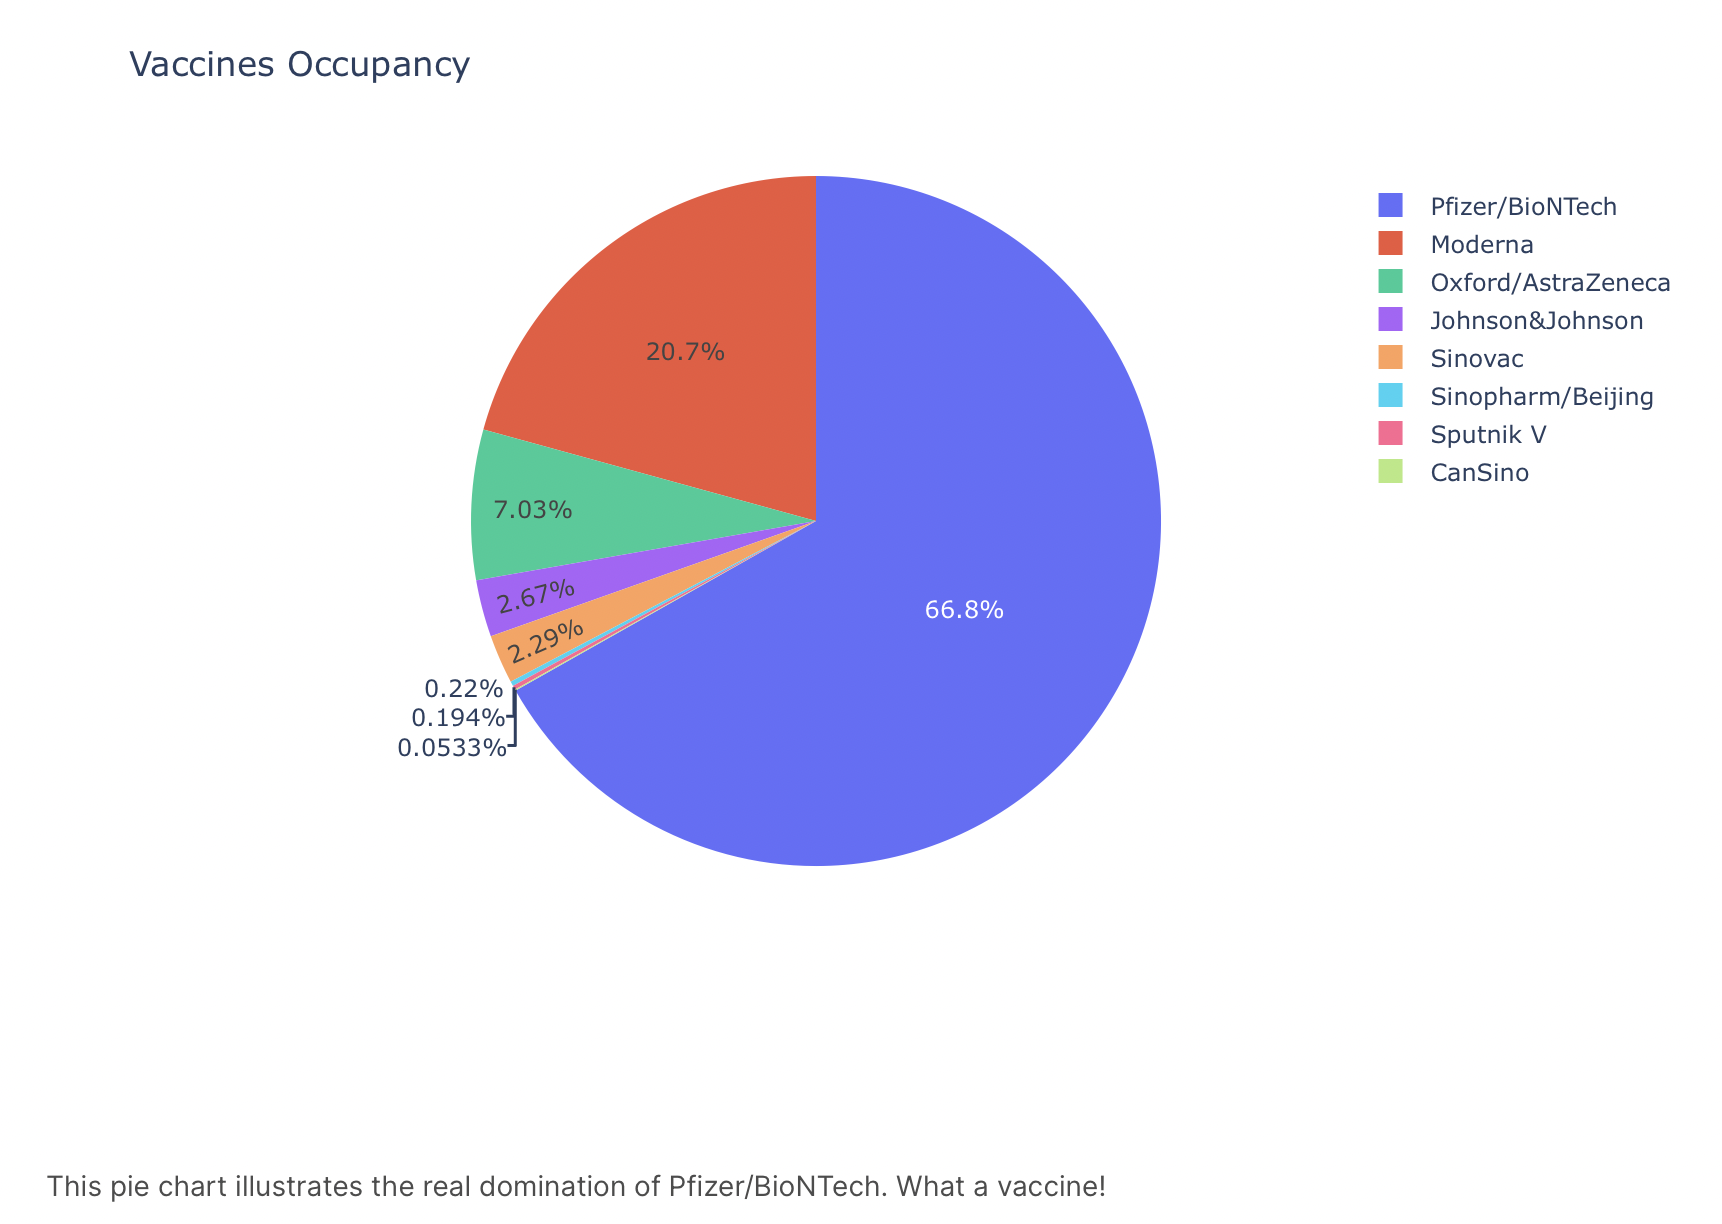 Vaccines Occupancy
Pfizer/BioNTech
Moderna
Oxford/AstraZeneca
Johnson&Johnson
Sinovac
Sinopharm/Beijing
Sputnik V
CanSino
20.7%
7.03%
2.67%
2.29%
66.8%
0.22%
0.194%
0.0533%
This pie chart illustrates the real domination of Pfizer/BioNTech. What a vaccine!